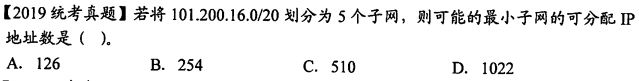 【2019 统考真题】若将 101.200.16.0/20 划分为 5 个子网，则可能的最小子网的可分配 IP
地址数是（  ）。
A. 126 B. 254 C. 510 D. 1022